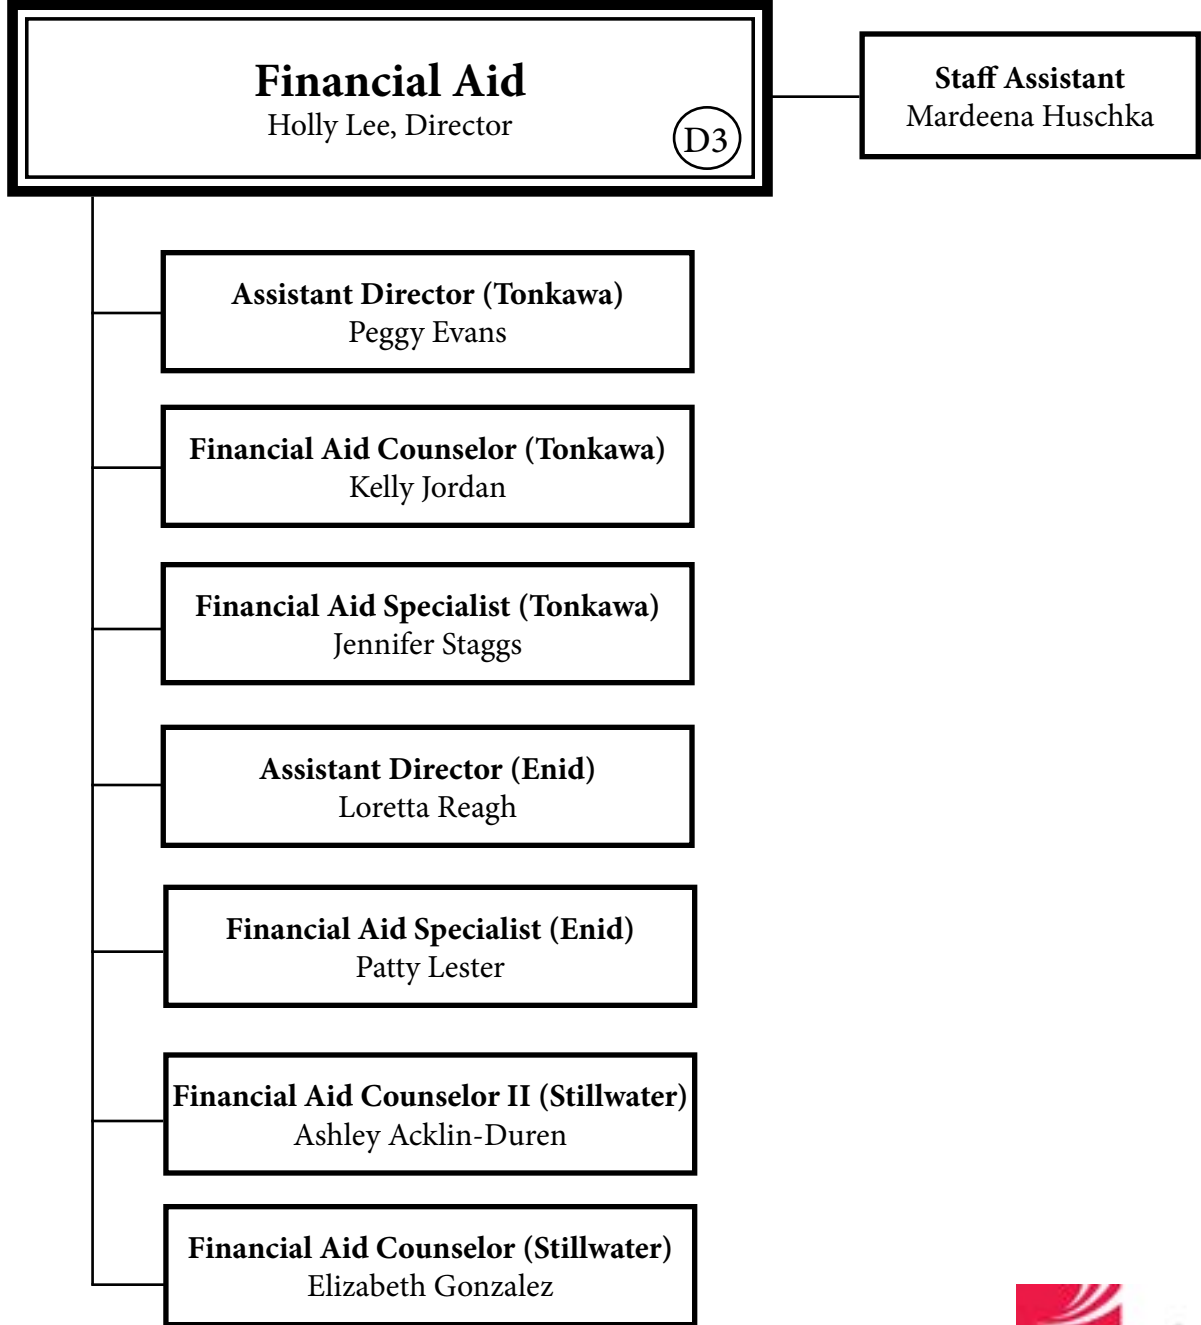 Financial Aid
Holly Lee, Director
D3
Staff Assistant
Mardeena Huschka
Assistant Director (Tonkawa)
Peggy Evans
Financial Aid Counselor (Tonkawa)
Kelly Jordan
Financial Aid Specialist (Tonkawa)
Jennifer Staggs
Assistant Director (Enid)
Loretta Reagh
Financial Aid Specialist (Enid)
Patty Lester
Financial Aid Counselor II (Stillwater)
Ashley Acklin-Duren
Financial Aid Counselor (Stillwater)
Elizabeth Gonzalez